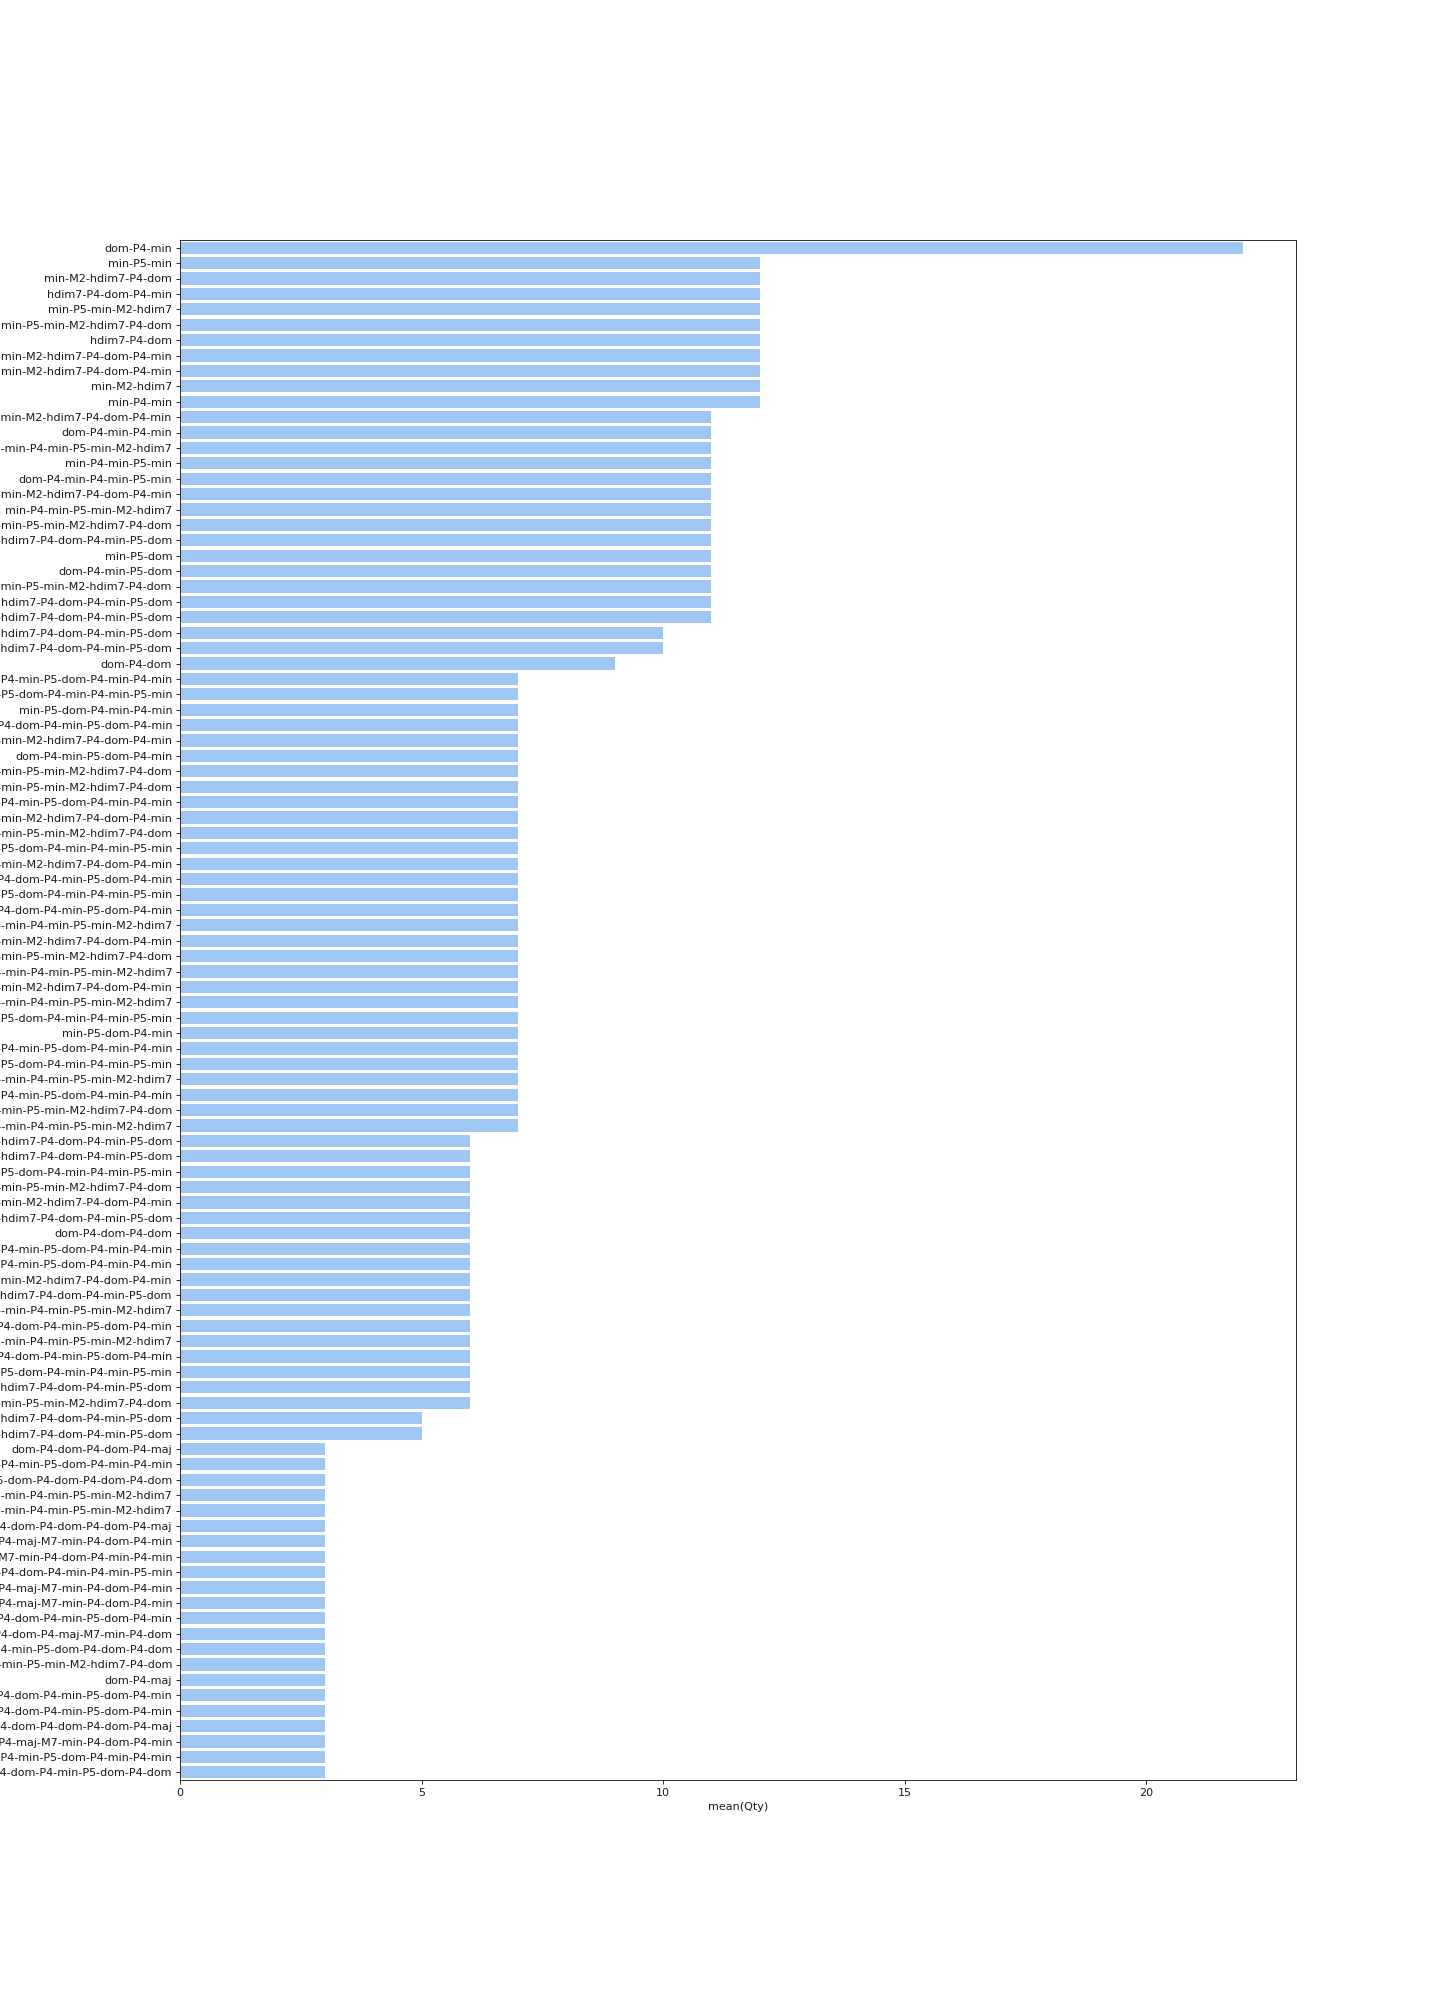 dom-P4-min
min-P5-min
min-M2-hdim7-P4-dom
hdim7-P4-dom-P4-min
min-P5-min-M2-hdim7
min-P5-min-M2-hdim7-P4-dom
hdim7-P4-dom
-min-M2-hdim7-P4-dom-P4-min
min-M2-hdim7-P4-dom-P4-min
min-M2-hdim7
min-P4-min
min-M2-hdim7-P4-dom-P4-min
dom-P4-min-P4-min
-min-P4-min-P5-min-M2-hdim7
min-P4-min-P5-min
dom-P4-min-P4-min-P5-min
-min-M2-hdim7-P4-dom-P4-min
min-P4-min-P5-min-M2-hdim7
-min-P5-min-M2-hdim7-P4-dom
-hdim7-P4-dom-P4-min-P5-dom
min-P5-dom
dom-P4-min-P5-dom
min-P5-min-M2-hdim7-P4-dom
hdim7-P4-dom-P4-min-P5-dom
-hdim7-P4-dom-P4-min-P5-dom
-hdim7-P4-dom-P4-min-P5-dom
hdim7-P4-dom-P4-min-P5-dom
dom-P4-dom
-P4-min-P5-dom-P4-min-P4-min
-P5-dom-P4-min-P4-min-P5-min
min-P5-dom-P4-min-P4-min
P4-dom-P4-min-P5-dom-P4-min
-min-M2-hdim7-P4-dom-P4-min
dom-P4-min-P5-dom-P4-min
-min-P5-min-M2-hdim7-P4-dom
-min-P5-min-M2-hdim7-P4-dom
-P4-min-P5-dom-P4-min-P4-min
-min-M2-hdim7-P4-dom-P4-min
-min-P5-min-M2-hdim7-P4-dom
-P5-dom-P4-min-P4-min-P5-min
-min-M2-hdim7-P4-dom-P4-min
P4-dom-P4-min-P5-dom-P4-min
-P5-dom-P4-min-P4-min-P5-min
P4-dom-P4-min-P5-dom-P4-min
-min-P4-min-P5-min-M2-hdim7
-min-M2-hdim7-P4-dom-P4-min
-min-P5-min-M2-hdim7-P4-dom
-min-P4-min-P5-min-M2-hdim7
-min-M2-hdim7-P4-dom-P4-min
-min-P4-min-P5-min-M2-hdim7
-P5-dom-P4-min-P4-min-P5-min
min-P5-dom-P4-min
-P4-min-P5-dom-P4-min-P4-min
-P5-dom-P4-min-P4-min-P5-min
-min-P4-min-P5-min-M2-hdim7
-P4-min-P5-dom-P4-min-P4-min
-min-P5-min-M2-hdim7-P4-dom
-min-P4-min-P5-min-M2-hdim7
-hdim7-P4-dom-P4-min-P5-dom
-hdim7-P4-dom-P4-min-P5-dom
-P5-dom-P4-min-P4-min-P5-min
-min-P5-min-M2-hdim7-P4-dom
-min-M2-hdim7-P4-dom-P4-min
-hdim7-P4-dom-P4-min-P5-dom
dom-P4-dom-P4-dom
-P4-min-P5-dom-P4-min-P4-min
-P4-min-P5-dom-P4-min-P4-min
-min-M2-hdim7-P4-dom-P4-min
hdim7-P4-dom-P4-min-P5-dom
-min-P4-min-P5-min-M2-hdim7
P4-dom-P4-min-P5-dom-P4-min
-min-P4-min-P5-min-M2-hdim7
P4-dom-P4-min-P5-dom-P4-min
-P5-dom-P4-min-P4-min-P5-min
hdim7-P4-dom-P4-min-P5-dom
-min-P5-min-M2-hdim7-P4-dom
hdim7-P4-dom-P4-min-P5-dom
-hdim7-P4-dom-P4-min-P5-dom
dom-P4-dom-P4-dom-P4-maj
-P4-min-P5-dom-P4-min-P4-min
5-dom-P4-dom-P4-dom-P4-dom
-min-P4-min-P5-min-M2-hdim7
-min-P4-min-P5-min-M2-hdim7
4-dom-P4-dom-P4-dom-P4-maj
P4-maj-M7-min-P4-dom-P4-min
M7-min-P4-dom-P4-min-P4-min
-P4-dom-P4-min-P4-min-P5-min
P4-maj-M7-min-P4-dom-P4-min
P4-maj-M7-min-P4-dom-P4-min
P4-dom-P4-min-P5-dom-P4-min
4-dom-P4-maj-M7-min-P4-dom
4-min-P5-dom-P4-dom-P4-dom
-min-P5-min-M2-hdim7-P4-dom
dom-P4-maj
P4-dom-P4-min-P5-dom-P4-min
P4-dom-P4-min-P5-dom-P4-min
4-dom-P4-dom-P4-dom-P4-maj
P4-maj-M7-min-P4-dom-P4-min
-P4-min-P5-dom-P4-min-P4-min
4-dom-P4-min-P5-dom-P4-dom
0 5 10 15 20
mean(Qty)